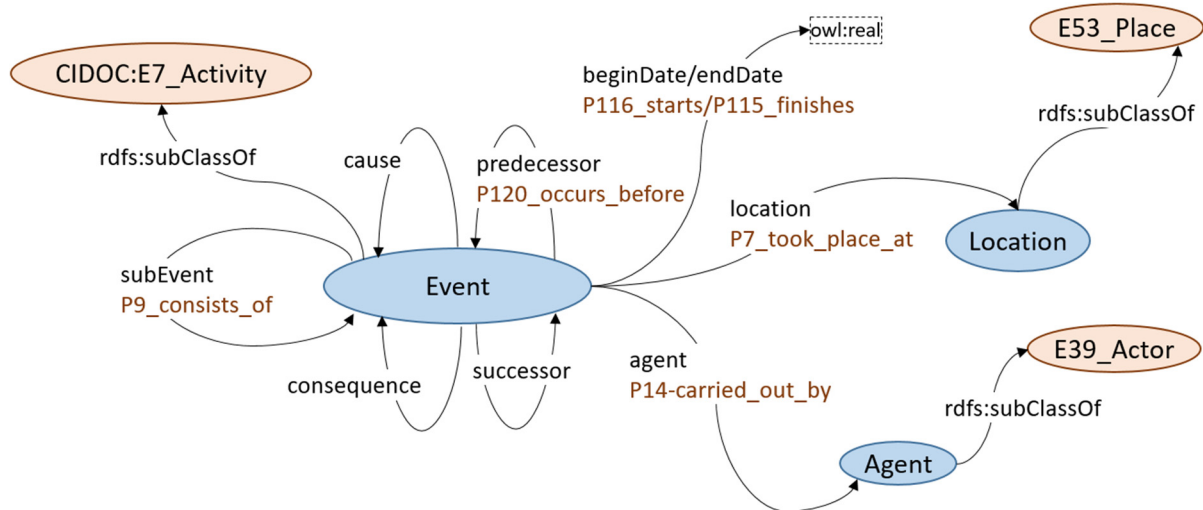 CIDOC:E7_Activity
rdfs:subClassOf
cause
predecessor
P120_occurs_before
beginDate/endDate
P116_starts/P115_finishes
owl:real
E53_Place
rdfs:subClassOf
location
P7_took_place_at
Location
subEvent
P9_consists_of
Event
consequence
successor
agent
P14-carried_out_by
Agent
rdfs:subClassOf
E39_Actor